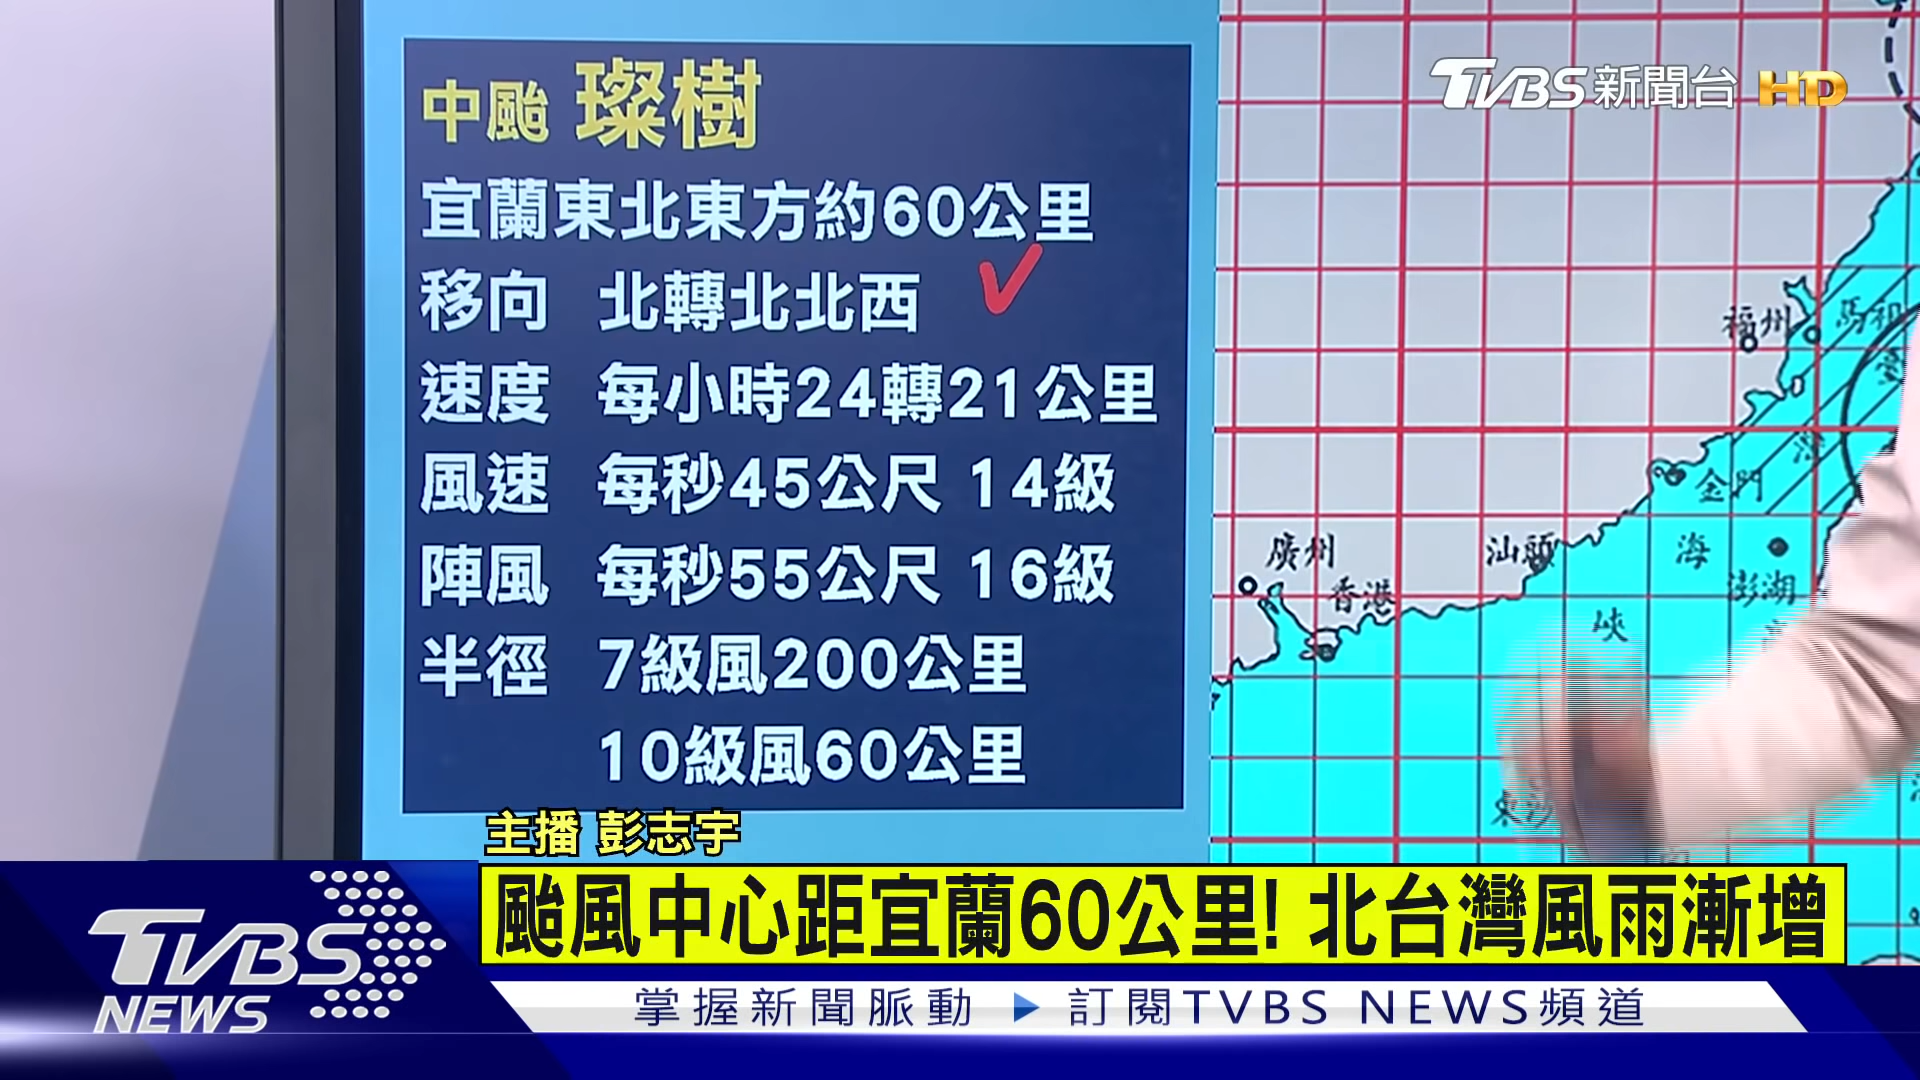 TVBS新聞台 HD
中颱 璨樹
宜蘭東北東方約60公里
移向 北轉北北西
速度 每小時24轉21公里
風速 每秒45公尺 14級
陣風 每秒55公尺 16級
半徑 7級風200公里
10級風60公里
福州
馬祖
臺
灣
金門
廣州
汕頭
海
香港
澎湖
峽
東沙
主播 彭志宇
颱風中心距宜蘭60公里! 北台灣風雨漸增
TVBS
NEWS
掌握新聞脈動 ▶ 訂閱TVBS NEWS頻道